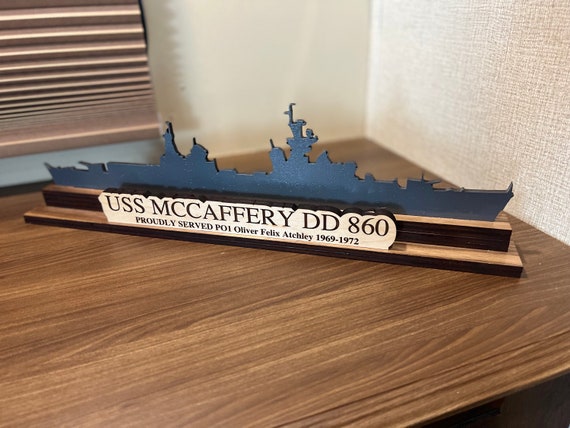 USS MCCAFFERY DD 860
PROUDLY SERVED PO1 Oliver Felix Atchley 1969-1972